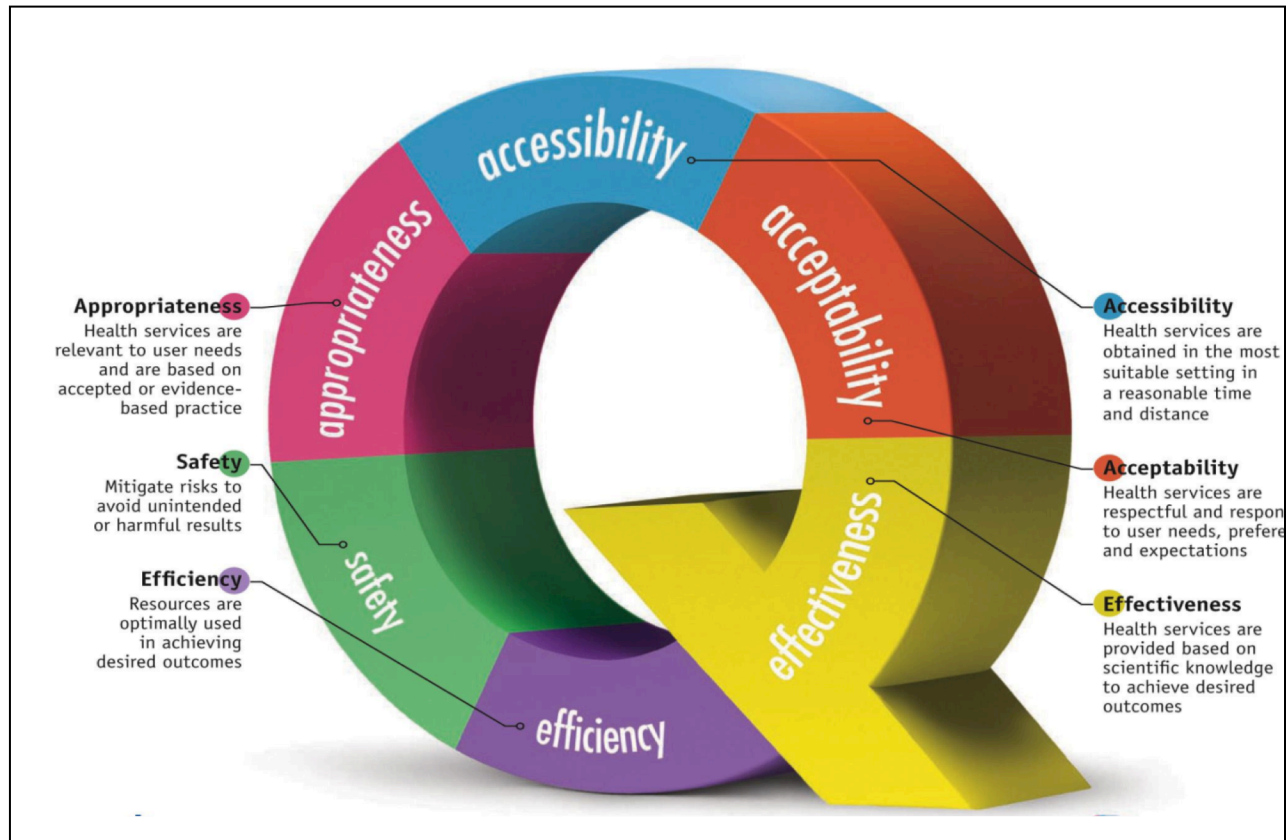 accessibility
acceptability
appropriateness
effectiveness
safety
efficiency
Appropriateness
Health services are
relevant to user needs
and are based on
accepted or evidence-
based practice
Safety
Mitigate risks to
avoid unintended
or harmful results
Efficiency
Resources are
optimally used
in achieving
desired outcomes
Accessibility
Health services are
obtained in the most
suitable setting in
a reasonable time
and distance
Acceptability
Health services are
respectful and respon
to user needs, prefere
and expectations
Effectiveness
Health services are
provided based on
scientific knowledge
to achieve desired
outcomes